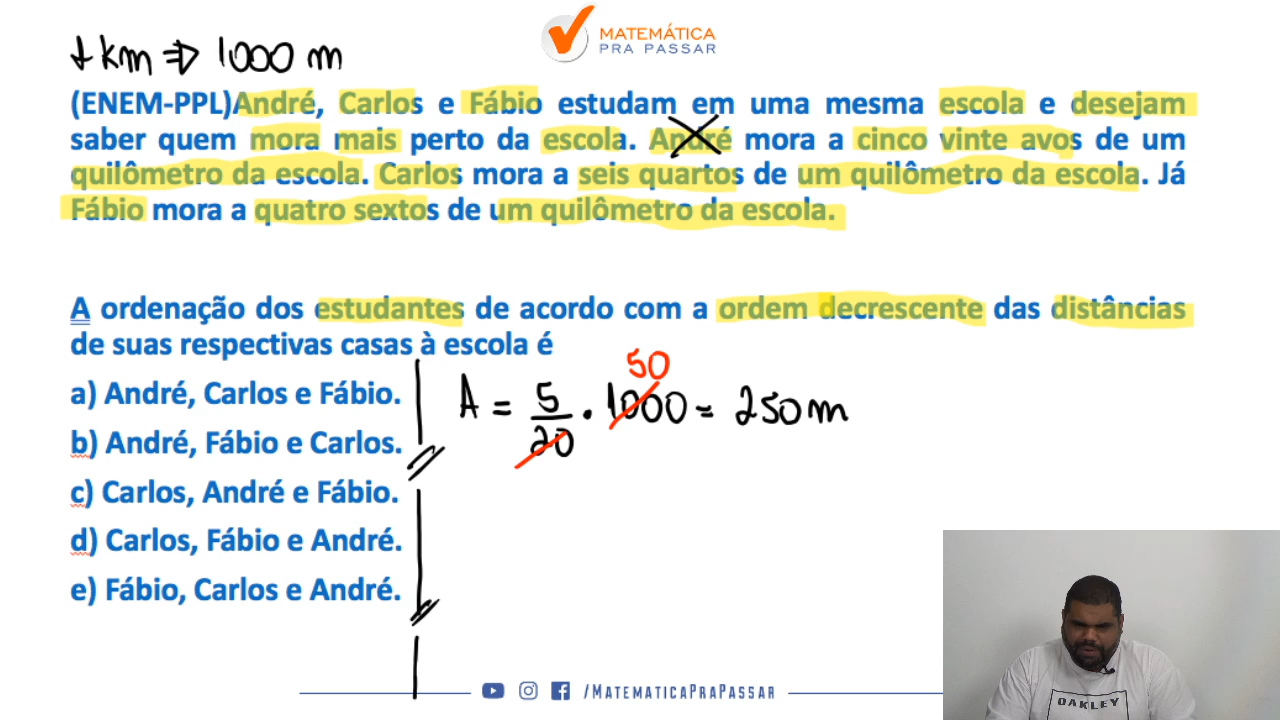 MATEMÁTICA
PRA PASSAR
1 km ⇒ 1000 m
(ENEM-PPL)André, Carlos e Fábio estudam em uma mesma escola e desejam
saber quem mora mais perto da escola. André mora a cinco vinte avos de um
quilômetro da escola. Carlos mora a seis quartos de um quilômetro da escola. Já
Fábio mora a quatro sextos de um quilômetro da escola.
A ordenação dos estudantes de acordo com a ordem decrescente das distâncias
de suas respectivas casas à escola é
a) André, Carlos e Fábio.
b) André, Fábio e Carlos.
c) Carlos, André e Fábio.
d) Carlos, Fábio e André.
e) Fábio, Carlos e André.
50
A = 5/20 . 1000 = 250 m
/MATEMATICAPRAPASSAR
OAKLEY